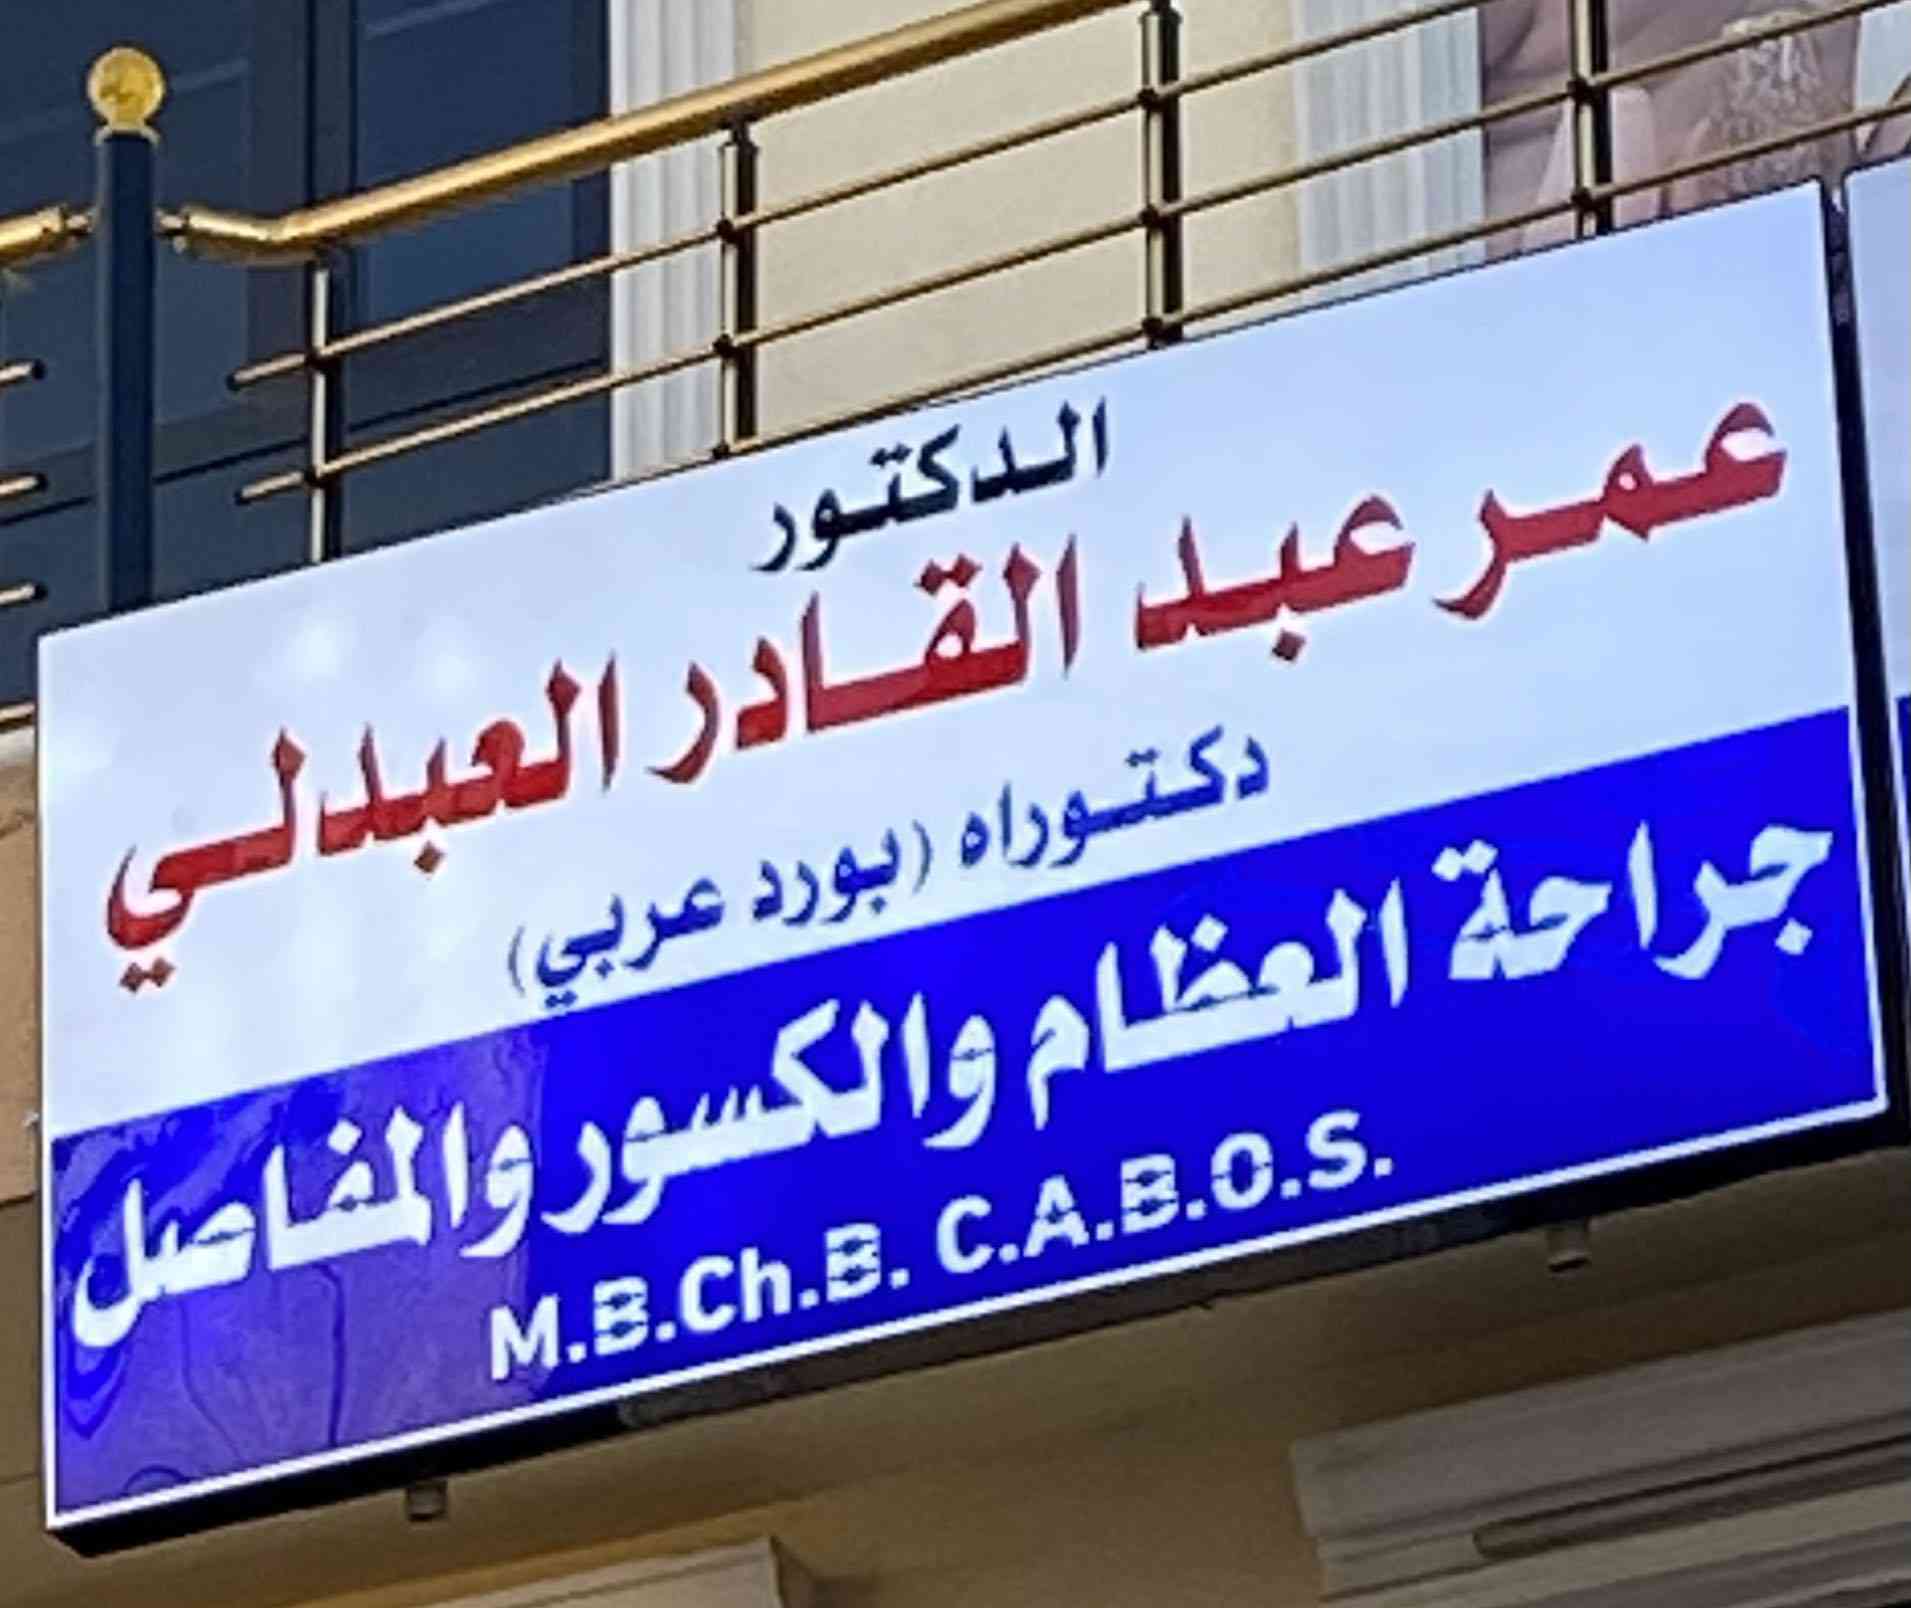 الدكتور
عمر عبد القادر العبدلي
دكتوراه (بورد عربي)
جراحة العظام والكسور والمفاصل
M.B.Ch.B. C.A.B.O.S.